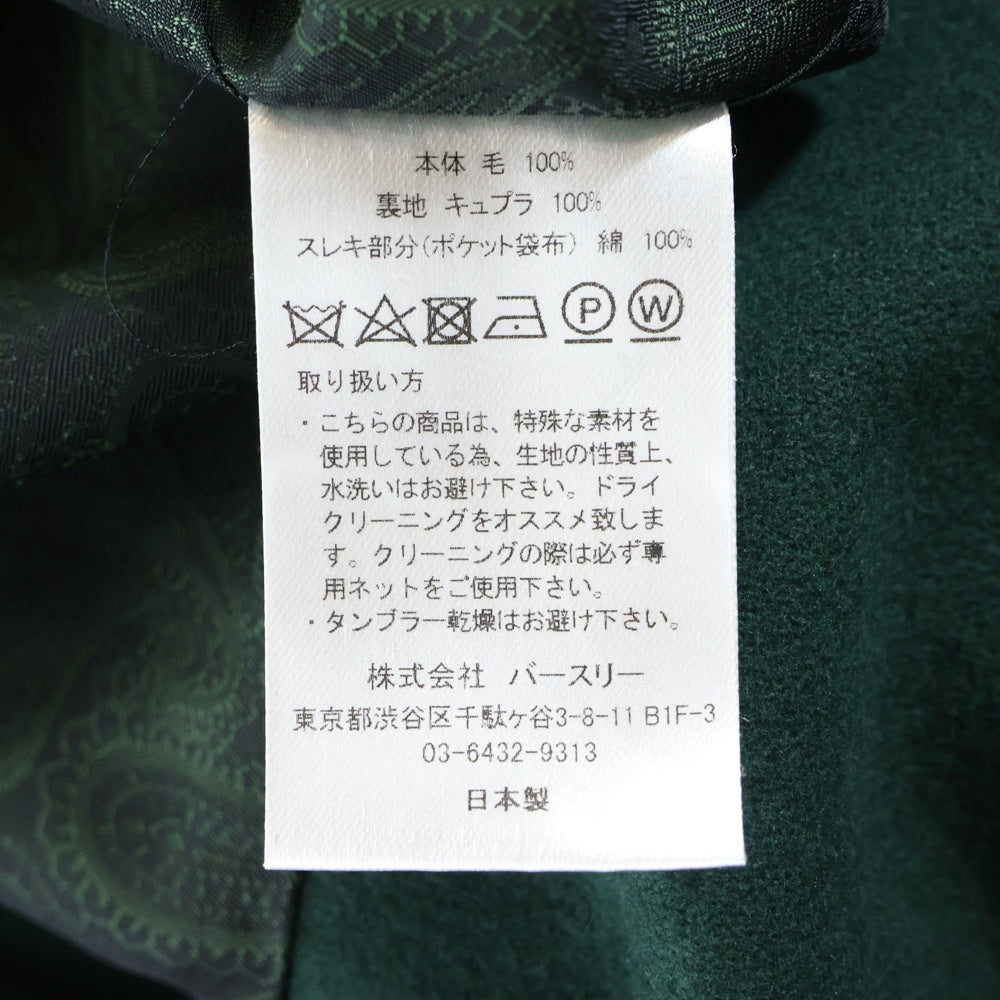 本体 毛 100%
裏地 キュプラ 100%
スレキ部分(ポケット袋布) 綿 100%
P W
取り扱い方
・こちらの商品は、特殊な素材を
使用している為、生地の性質上、
水洗いはお避け下さい。ドライ
クリーニングをオススメ致しま
す。クリーニングの際は必ず専
用ネットをご使用下さい。
・タンブラー乾燥はお避け下さい。
株式会社 バースリー
東京都渋谷区千駄ヶ谷3-8-11 B1F-3
03-6432-9313
日本製